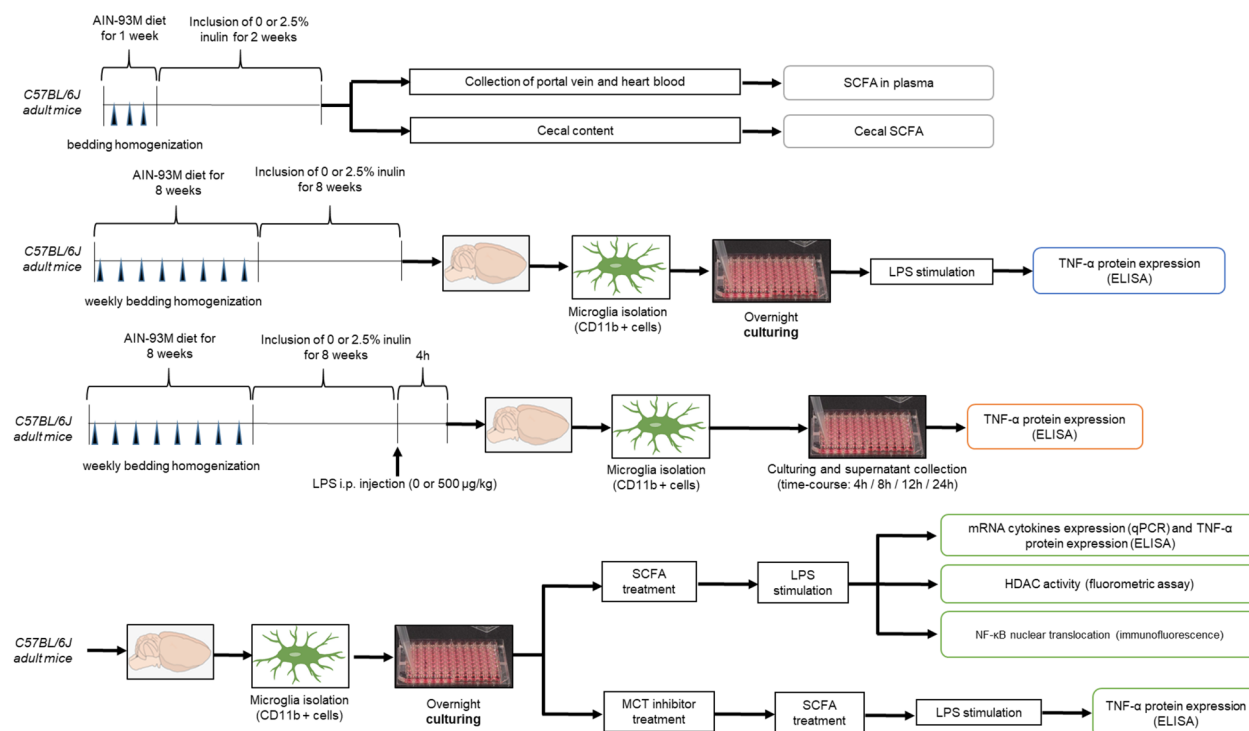 AIN-93M diet
for 1 week
Inclusion of 0 or 2.5%
inulin for 2 weeks
C57BL/6J
adult mice
bedding homogenization
Collection of portal vein and heart blood
SCFA in plasma
Cecal content
Cecal SCFA
AIN-93M diet for
8 weeks
Inclusion of 0 or 2.5% inulin
for 8 weeks
C57BL/6J
adult mice
weekly bedding homogenization
Microglia isolation
(CD11b + cells)
Overnight
culturing
LPS stimulation
TNF-α protein expression
(ELISA)
AIN-93M diet for
8 weeks
Inclusion of 0 or 2.5% inulin
for 8 weeks
4h
C57BL/6J
adult mice
weekly bedding homogenization
LPS i.p. injection (0 or 500 µg/kg)
Microglia isolation
(CD11b + cells)
Culturing and supernatant collection
(time-course: 4h / 8h / 12h / 24h)
TNF-α protein expression
(ELISA)
C57BL/6J
adult mice
Microglia isolation
(CD11b + cells)
Overnight
culturing
SCFA
treatment
LPS
stimulation
mRNA cytokines expression (qPCR) and TNF-α
protein expression (ELISA)
HDAC activity (fluorometric assay)
NF-κB nuclear translocation (immunofluorescence)
MCT inhibitor
treatment
SCFA
treatment
LPS stimulation
TNF-α protein expression
(ELISA)